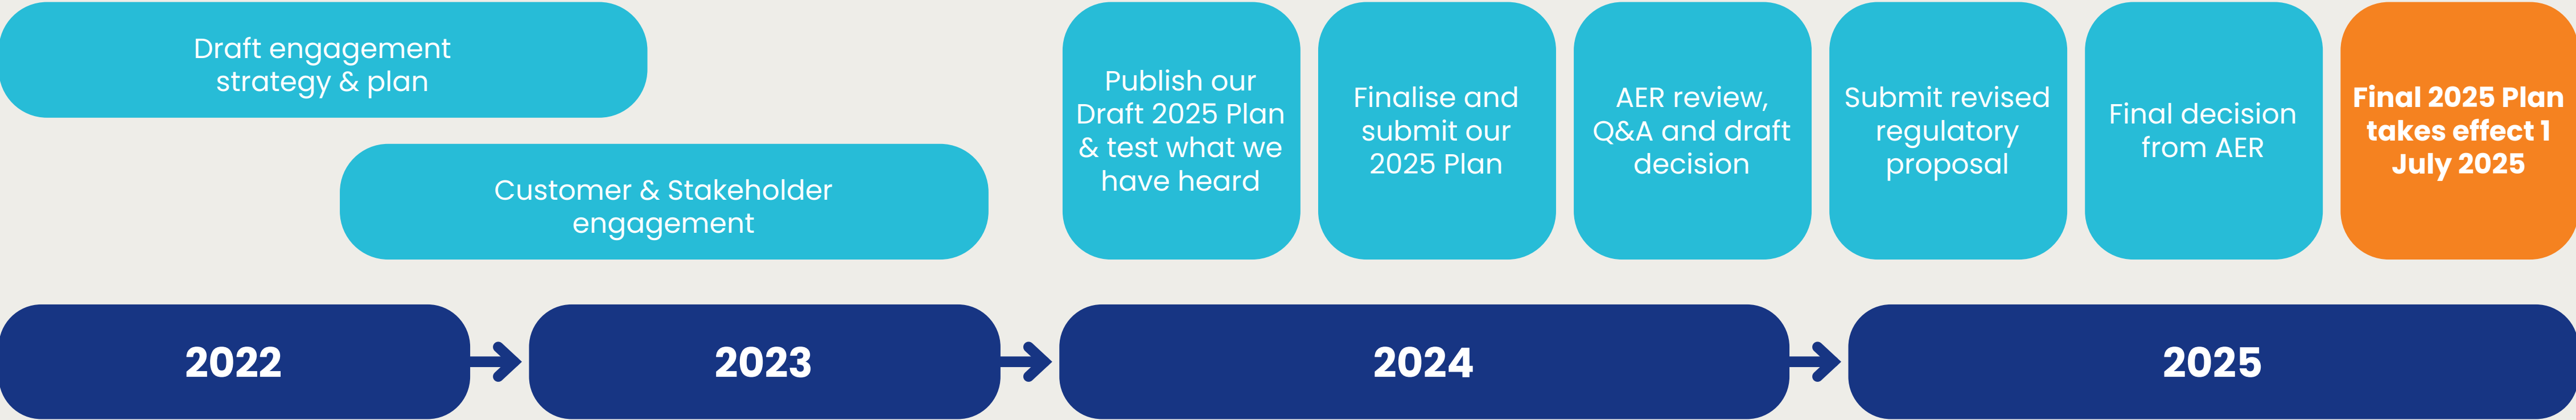 Draft engagement
strategy & plan
Customer & Stakeholder
engagement
Publish our
Draft 2025 Plan
& test what we
have heard
Finalise and
submit our
2025 Plan
AER review,
Q&A and draft
decision
Submit revised
regulatory
proposal
Final decision
from AER
Final 2025 Plan
takes effect 1
July 2025
2022
2023
2024
2025